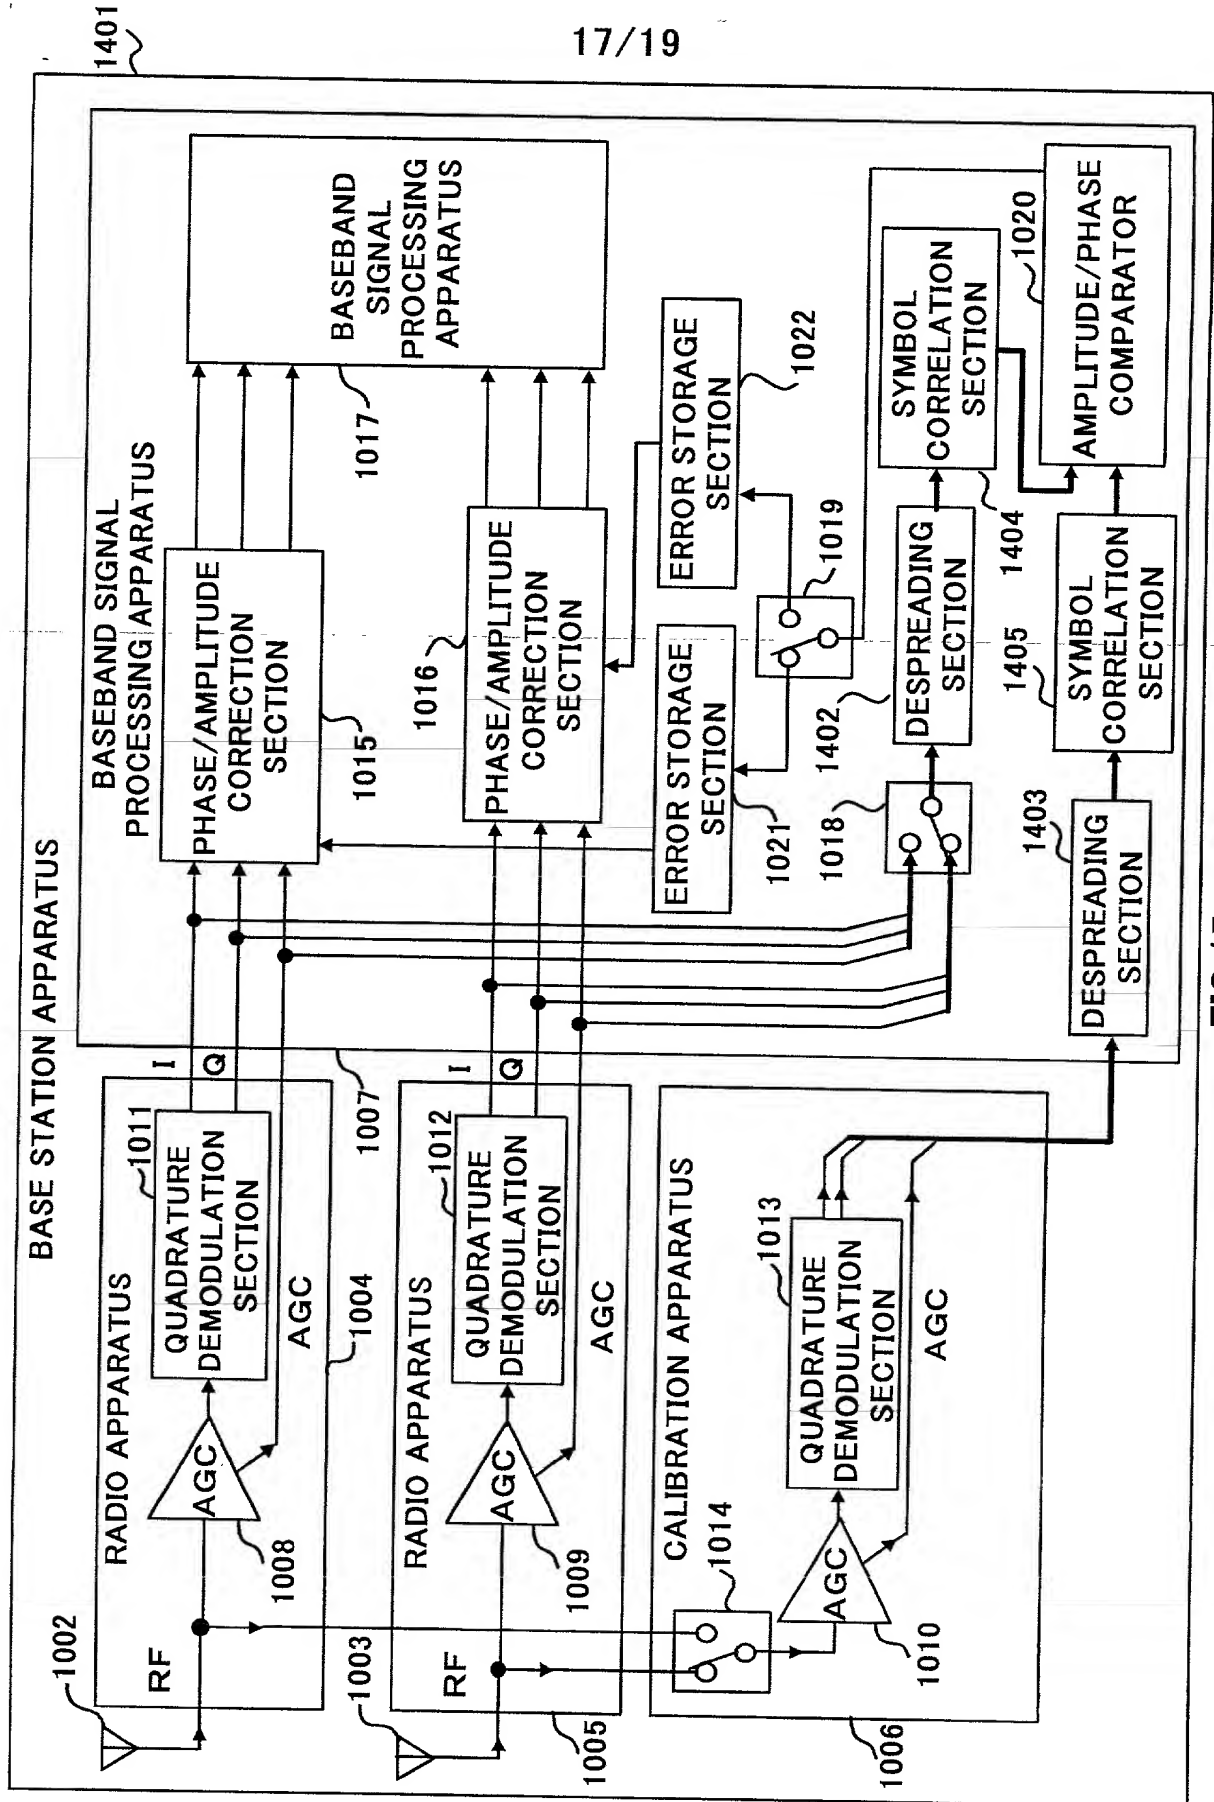 17/19
1401
BASE STATION APPARATUS
BASEBAND SIGNAL
PROCESSING APPARATUS
1002
RF
RADIO APPARATUS
AGC
1008
1011
QUADRATURE
DEMODULATION
SECTION
AGC
1004
I
Q
1007
PHASE/AMPLITUDE
CORRECTION
SECTION
1015
BASEBAND
SIGNAL
PROCESSING
APPARATUS
1017
1003
RF
RADIO APPARATUS
AGC
1009
1005
1012
QUADRATURE
DEMODULATION
SECTION
AGC
I
Q
1016
PHASE/AMPLITUDE
CORRECTION
SECTION
ERROR STORAGE
SECTION
1021
ERROR STORAGE
SECTION
1022
1019
CALIBRATION APPARATUS
1014
AGC
1010
1006
1013
QUADRATURE
DEMODULATION
SECTION
AGC
1018
1402
DESPREADING
SECTION
SYMBOL
CORRELATION
SECTION
1404
1403
DESPREADING
SECTION
1405
SYMBOL
CORRELATION
SECTION
1020
AMPLITUDE/PHASE
COMPARATOR